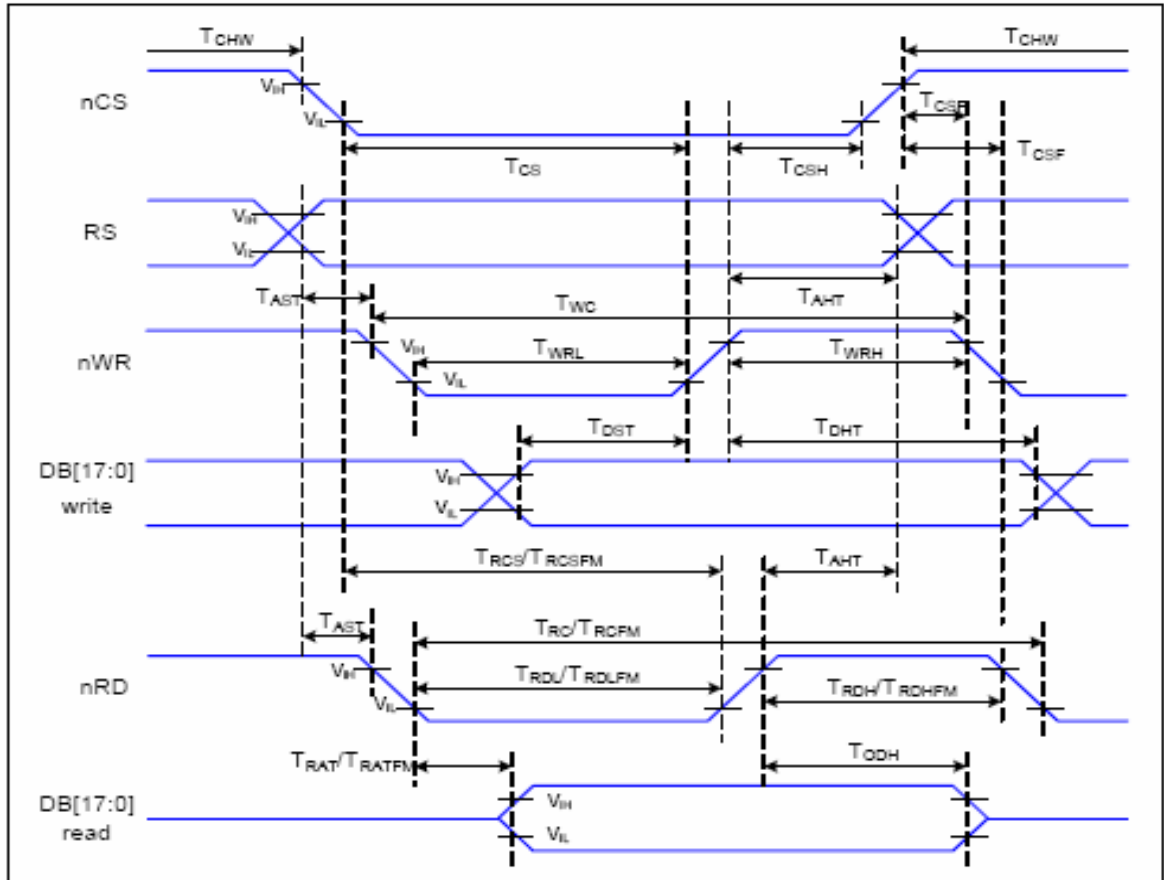 TCHW TCHW
nCS VIH
VIL
TCSF
TCS TCSH TCSF
RS VIH
VIL
TAST TWC TAHT
nWR VIH TWRL TWRH
VIL
TDST TDHT
DB[17:0] VIH
write VIL
TRCS/TRCSFM TAHT
TAST TRC/TRCFM
nRD VIH TRDL/TRDLFM
VIL TRDH/TRDHFM
TRAT/TRATFM TODH
DB[17:0] VIH
read VIL